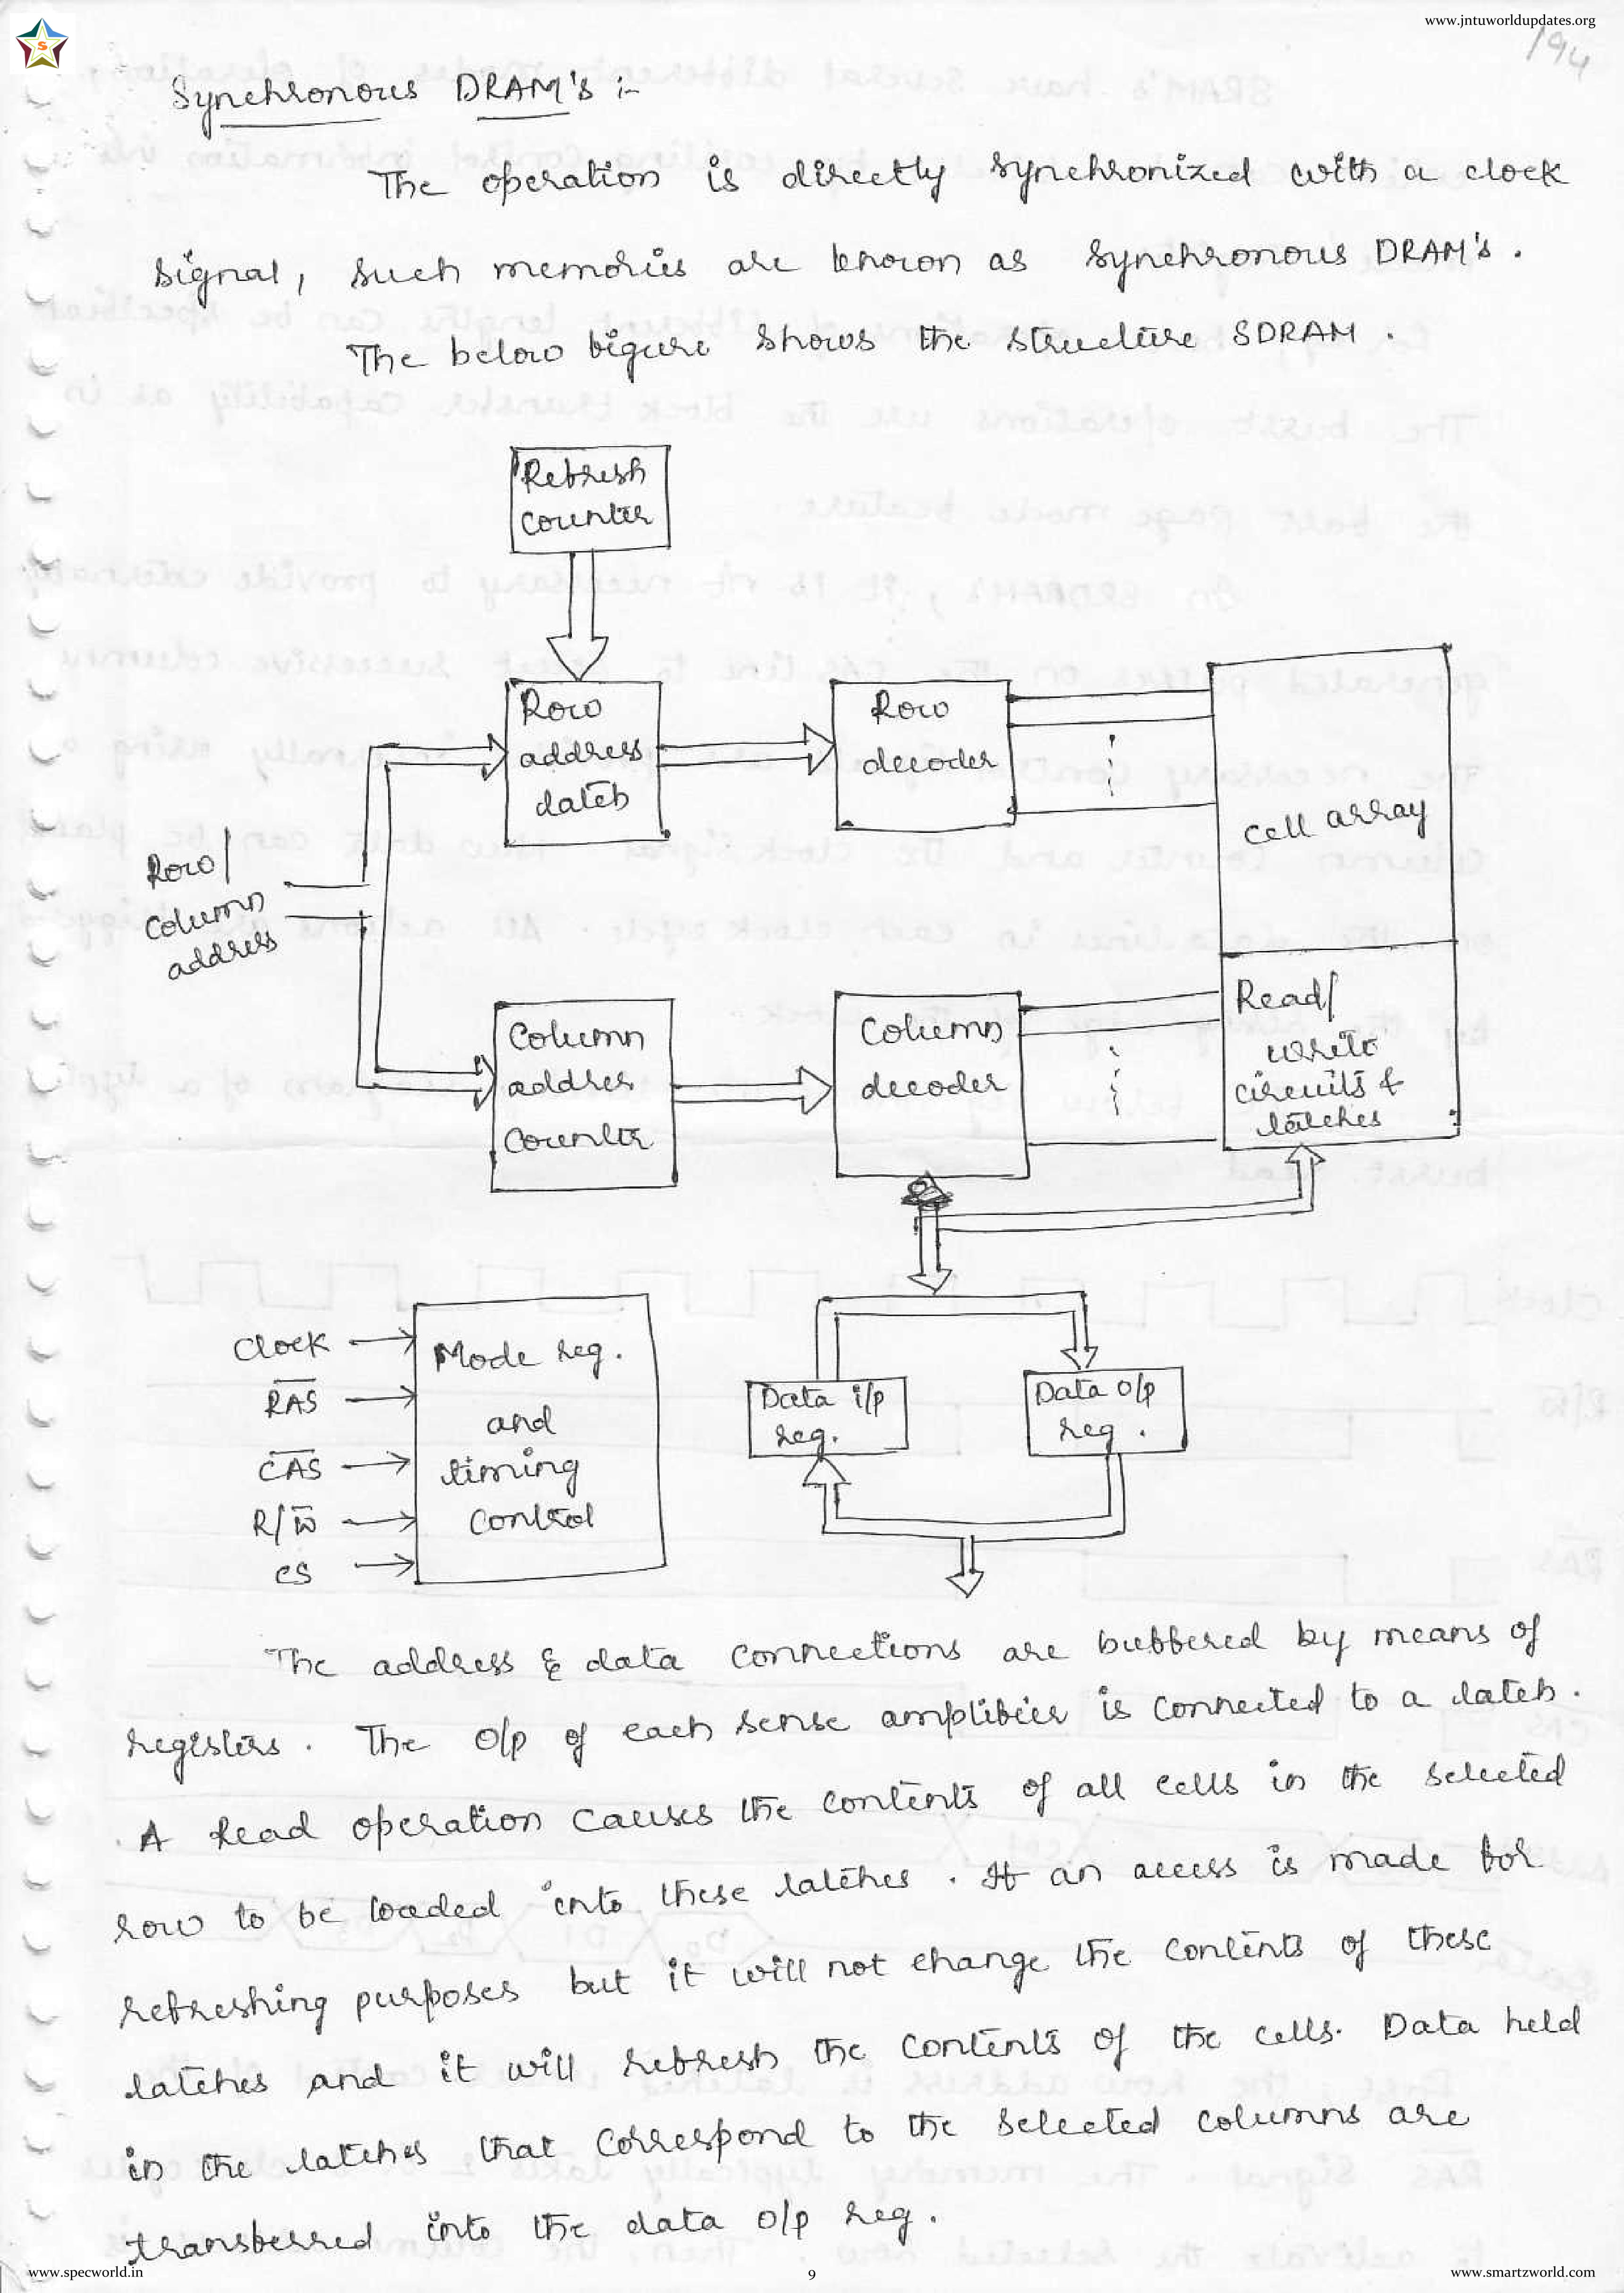 www.jntuworldupdates.org
194
S
Synchronous DRAM's :-
The operation is directly synchronized with a clock
signal, such memories are known as synchronous DRAM's.
The below figure shows the structure SDRAM.
Refresh
counter
Row
address
latch
Row
decoder
cell array
Row/
column
address
Column
address
counter
Column
decoder
Read/
write
circuits &
latches
Clock
RAS
CAS
R/W
CS
Mode reg.
and
timing
control
Data i/p
reg.
Data o/p
reg.
The address & data connections are buffered by means of
registers. The o/p of each sense amplifier is connected to a latch.
A read operation causes the contents of all cells in the selected
row to be loaded into these latches. If an access is made for
refreshing purposes but it will not change the contents of these
latches and it will refresh the contents of the cells. Data held
in the latches that correspond to the selected columns are
transferred into the data o/p reg.
www.specworld.in
9
www.smartzworld.com